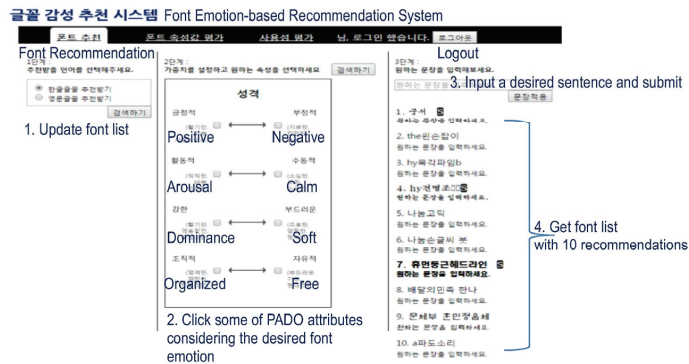 글꼴 감성 추천 시스템 Font Emotion-based Recommendation System
폰트 추천 폰트 속성값 평가 사용성 평가 님, 로그인 했습니다. 로그아웃
Font Recommendation
Logout
1단계 :
추천받을 언어를 선택해주세요.
한글글꼴 추천받기
영문글꼴 추천받기
검색하기
1. Update font list
2단계 :
가중치를 설정하고 원하는 속성을 선택하세요
검색하기
성격
긍정적 부정적
Positive Negative
활동적 수동적
Arousal Calm
강한 부드러운
Dominance Soft
조직적 자유적
Organized Free
2. Click some of PADO attributes
considering the desired font
emotion
3단계 :
원하는 문장을 입력해보세요.
원하는 문장을 입력하세요
3. Input a desired sentence and submit
문장적용
1. 궁서 S
원하는 문장을 입력하세요.
2. the왼손잡이
원하는 문장을 입력하세요.
3. hy목각파임b
원하는 문장을 입력하세요.
4. hy견명조 S
원하는 문장을 입력하세요.
5. 나눔고딕
원하는 문장을 입력하세요.
6. 나눔손글씨 붓
원하는 문장을 입력하세요.
7. 휴먼둥근헤드라인 S
원하는 문장을 입력하세요.
8. 배달의민족 한나
원하는 문장을 입력하세요.
9. 문체부 훈민정음체
원하는 문장을 입력하세요.
10. a파도소리
원하는 문장을 입력하세요.
4. Get font list
with 10 recommendations